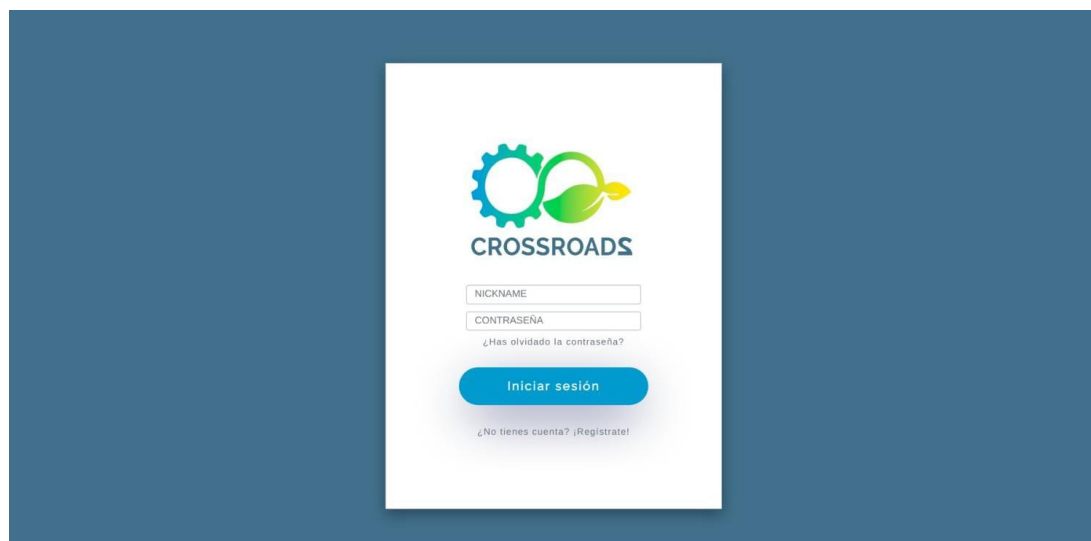 CROSSROADS
NICKNAME
CONTRASEÑA
¿Has olvidado la contraseña?
Iniciar sesión
¿No tienes cuenta? ¡Regístrate!